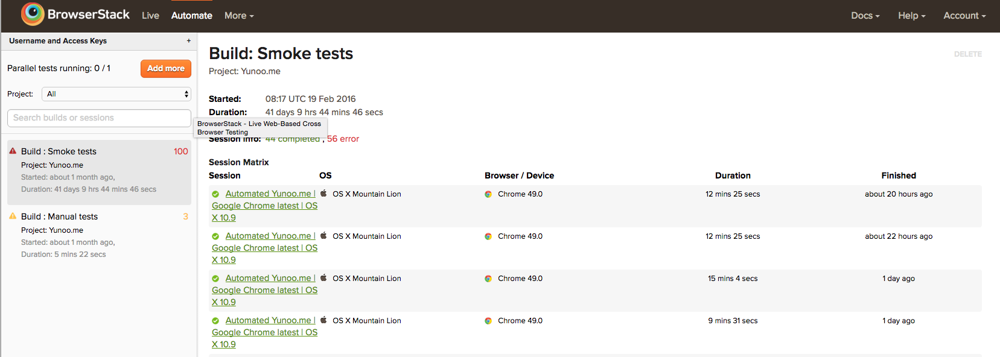 BrowserStack Live Automate More Docs Help Account
Username and Access Keys +
Parallel tests running: 0 / 1 Add more
Project: All
Search builds or sessions
Build : Smoke tests 100
Project: Yunoo.me
Started: about 1 month ago,
Duration: 41 days 9 hrs 44 mins 46 secs
Build : Manual tests 3
Project: Yunoo.me
Started: about 1 month ago,
Duration: 5 mins 22 secs
Build: Smoke tests DELETE
Project: Yunoo.me
Started: 08:17 UTC 19 Feb 2016
Duration: 41 days 9 hrs 44 mins 46 secs
BrowserStack - Live Web-Based Cross
Browser Testing
Session info: 44 completed , 56 error
Session Matrix
Session OS Browser / Device Duration Finished
Automated Yunoo.me | OS X Mountain Lion Chrome 49.0 12 mins 25 secs about 20 hours ago
Google Chrome latest | OS
X 10.9
Automated Yunoo.me | OS X Mountain Lion Chrome 49.0 12 mins 25 secs about 22 hours ago
Google Chrome latest | OS
X 10.9
Automated Yunoo.me | OS X Mountain Lion Chrome 49.0 15 mins 4 secs 1 day ago
Google Chrome latest | OS
X 10.9
Automated Yunoo.me | OS X Mountain Lion Chrome 49.0 9 mins 31 secs 1 day ago
Google Chrome latest | OS
X 10.9